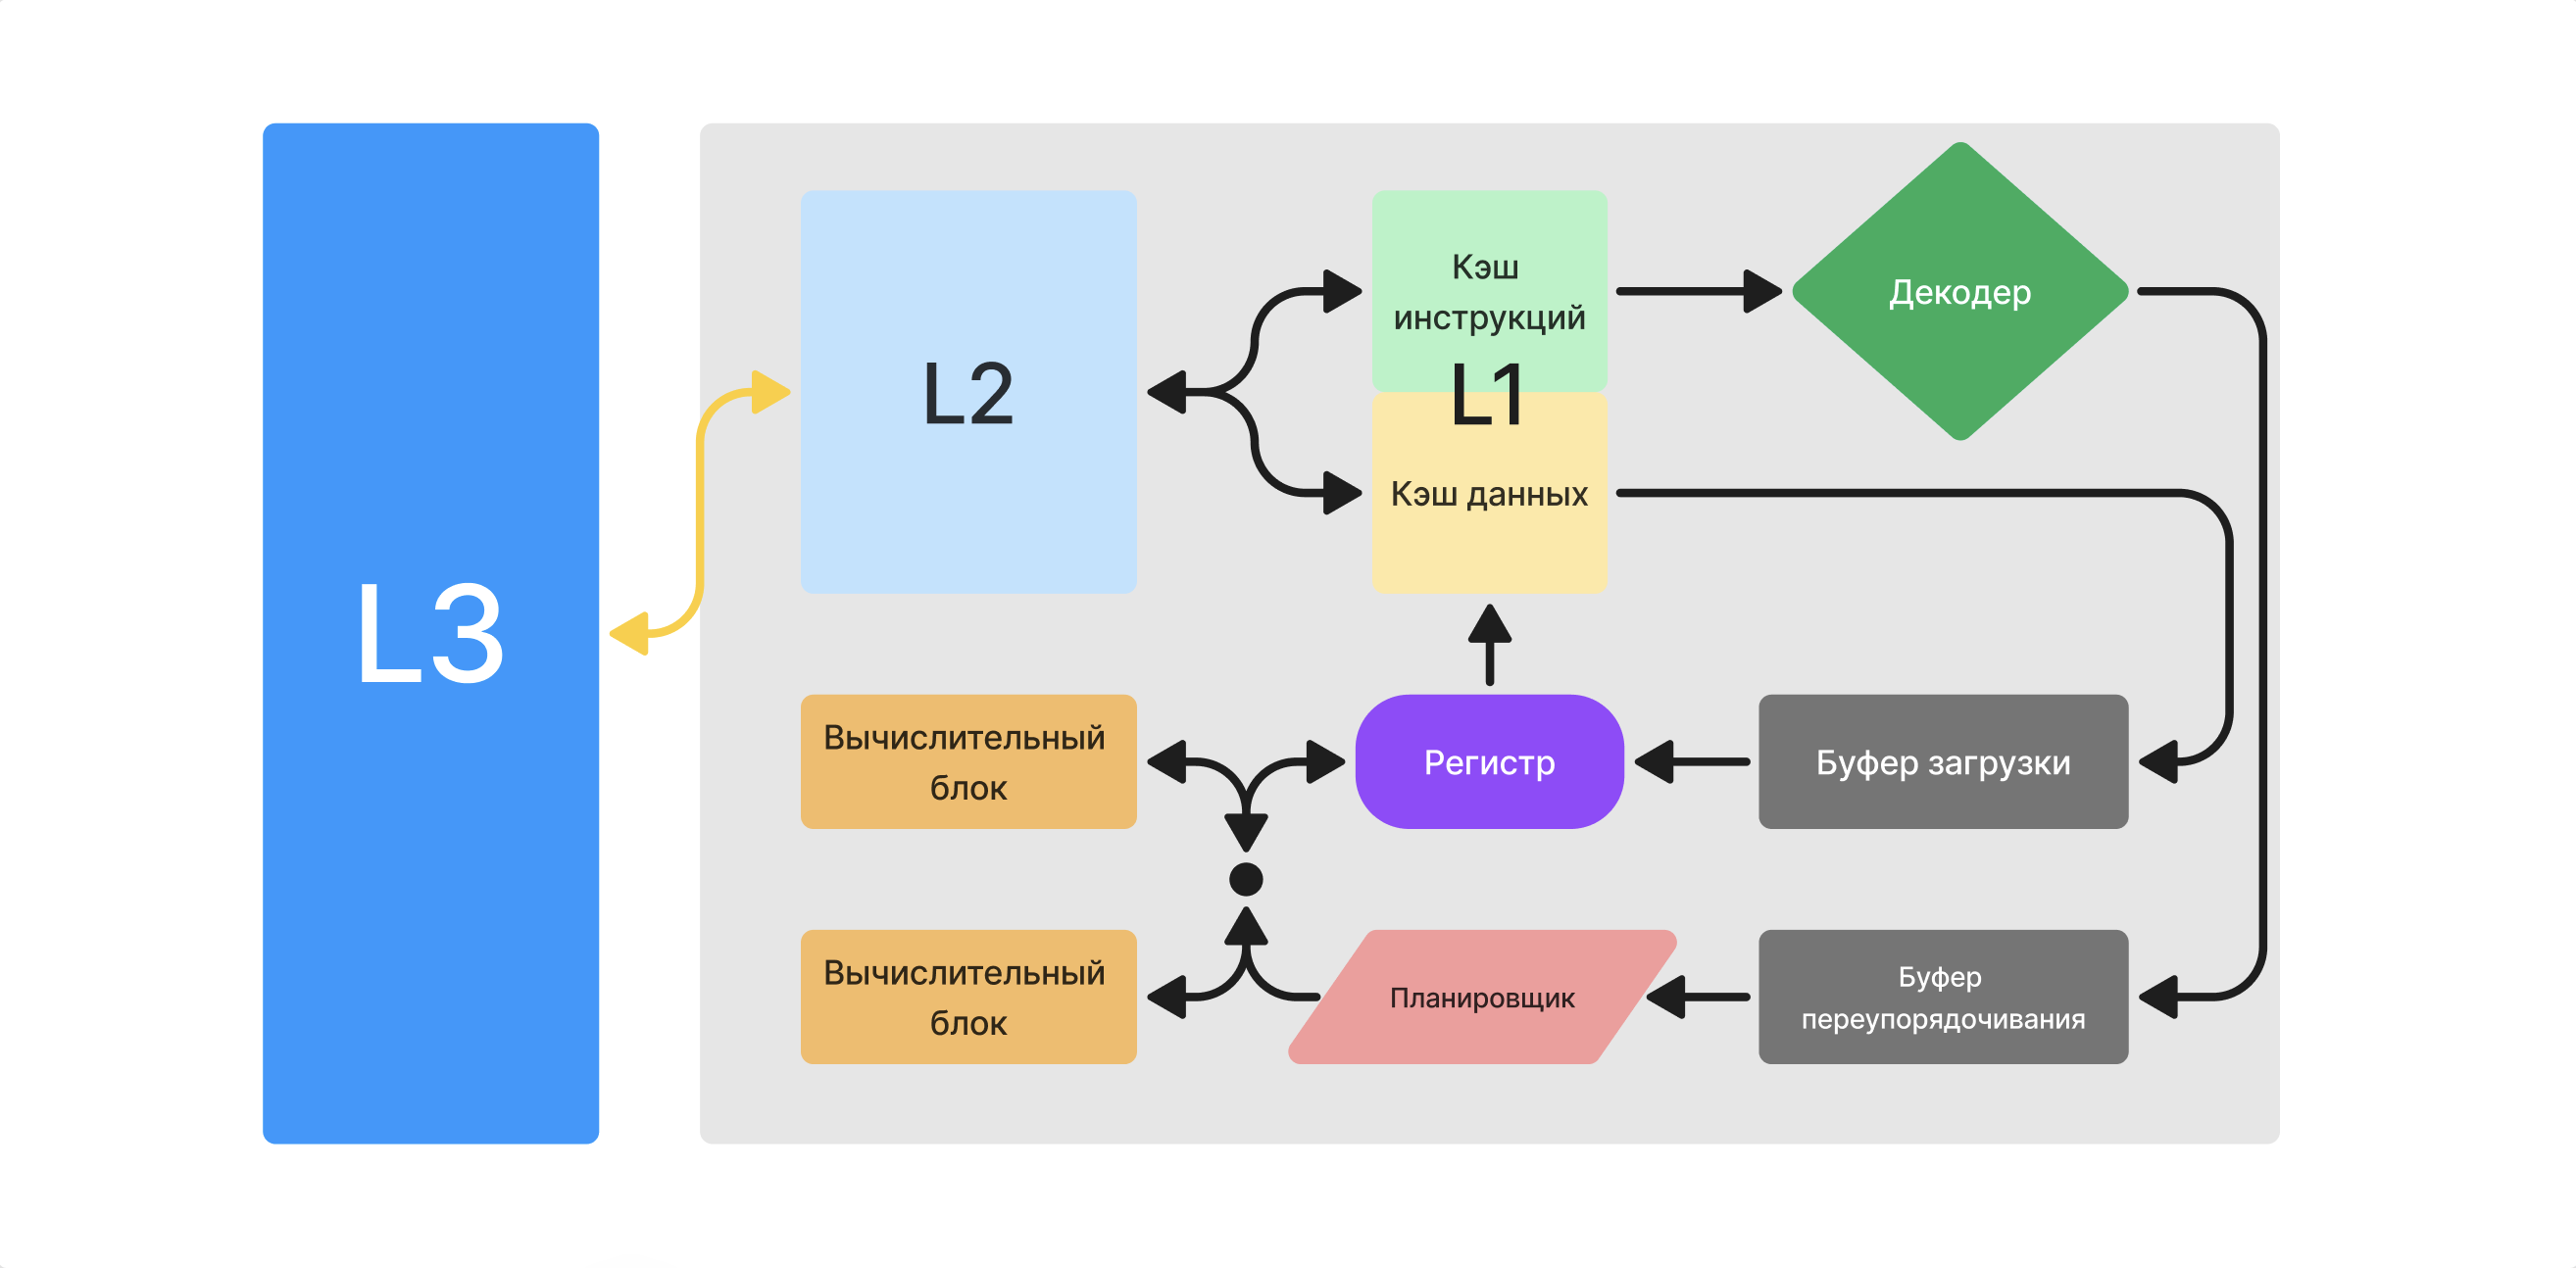 L3
L2
Кэш
инструкций
L1
Кэш данных
Декодер
Вычислительный
блок
Регистр
Буфер загрузки
Вычислительный
блок
Планировщик
Буфер
переупорядочивания